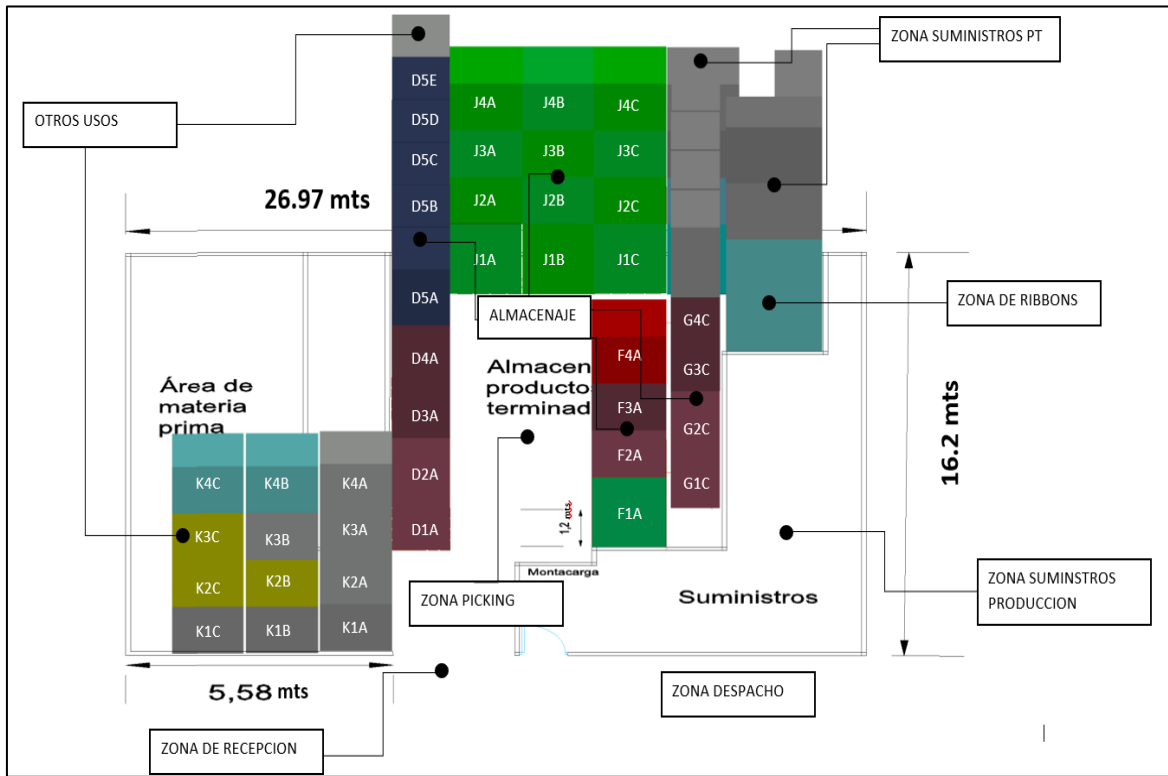 ZONA SUMINISTROS PT
OTROS USOS
D5E
D5D
D5C
D5B
D5A
D4A
D3A
D2A
D1A
J4A J4B J4C
J3A J3B J3C
J2A J2B J2C
J1A J1B J1C
26.97 mts
ZONA DE RIBBONS
ALMACENAJE
G4C
G3C
G2C
G1C
F4A
F3A
F2A
F1A
Almacen
producto
terminad
Área de
materia
prima
16.2 mts
K4C K4B K4A
K3C K3B K3A
K2C K2B K2A
K1C K1B K1A
1,2 mts
Montacarga
ZONA PICKING
Suministros
ZONA SUMINSTROS
PRODUCCION
5,58 mts
ZONA DESPACHO
ZONA DE RECEPCION